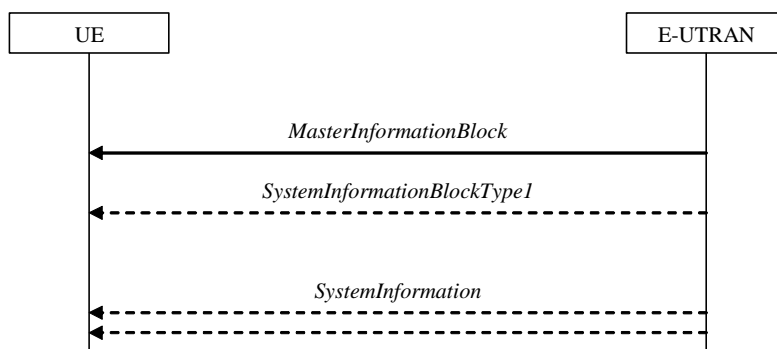 UE
E-UTRAN
MasterInformationBlock
SystemInformationBlockType1
SystemInformation